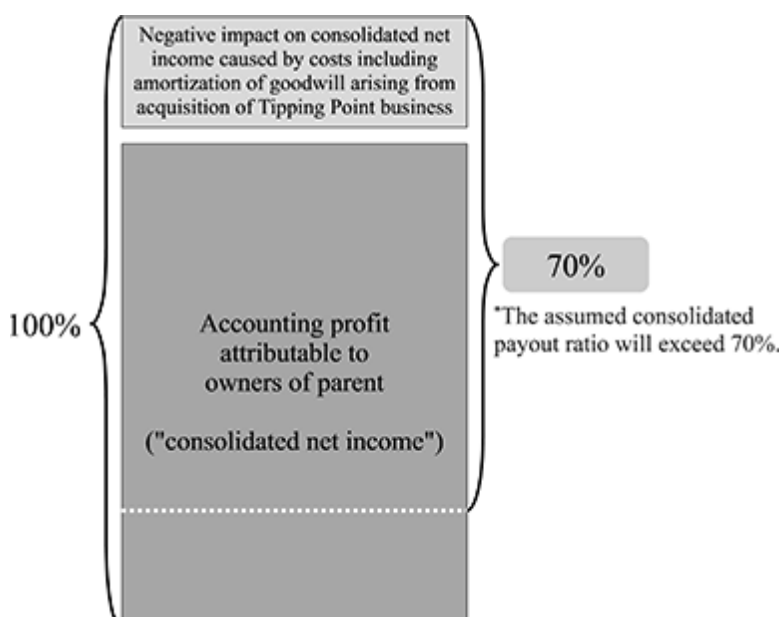 Negative impact on consolidated net
income caused by costs including
amortization of goodwill arising from
acquisition of Tipping Point business
100%
Accounting profit
attributable to
owners of parent
("consolidated net income")
70%
*The assumed consolidated
payout ratio will exceed 70%.